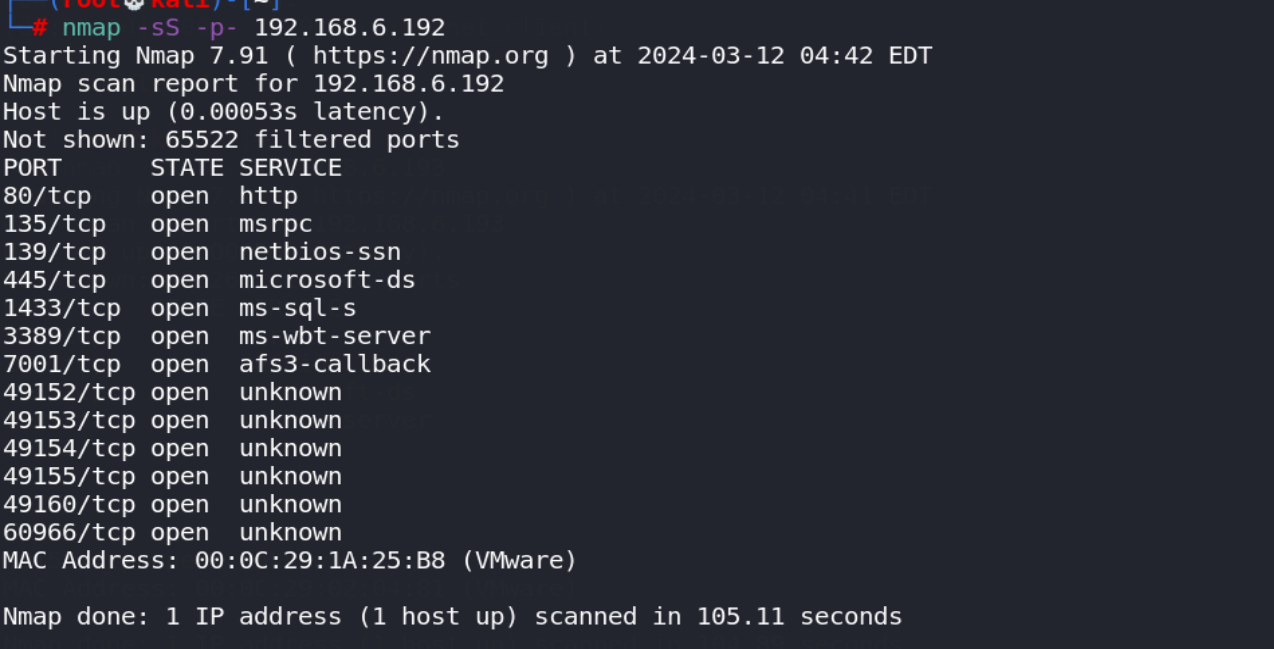 (root💀kali)-[~]
# nmap -sS -p- 192.168.6.192
Starting Nmap 7.91 ( https://nmap.org ) at 2024-03-12 04:42 EDT
Nmap scan report for 192.168.6.192
Host is up (0.00053s latency).
Not shown: 65522 filtered ports
PORT      STATE SERVICE
80/tcp    open  http
135/tcp   open  msrpc
139/tcp   open  netbios-ssn
445/tcp   open  microsoft-ds
1433/tcp  open  ms-sql-s
3389/tcp  open  ms-wbt-server
7001/tcp  open  afs3-callback
49152/tcp open  unknown
49153/tcp open  unknown
49154/tcp open  unknown
49155/tcp open  unknown
49160/tcp open  unknown
60966/tcp open  unknown
MAC Address: 00:0C:29:1A:25:B8 (VMware)
Nmap done: 1 IP address (1 host up) scanned in 105.11 seconds